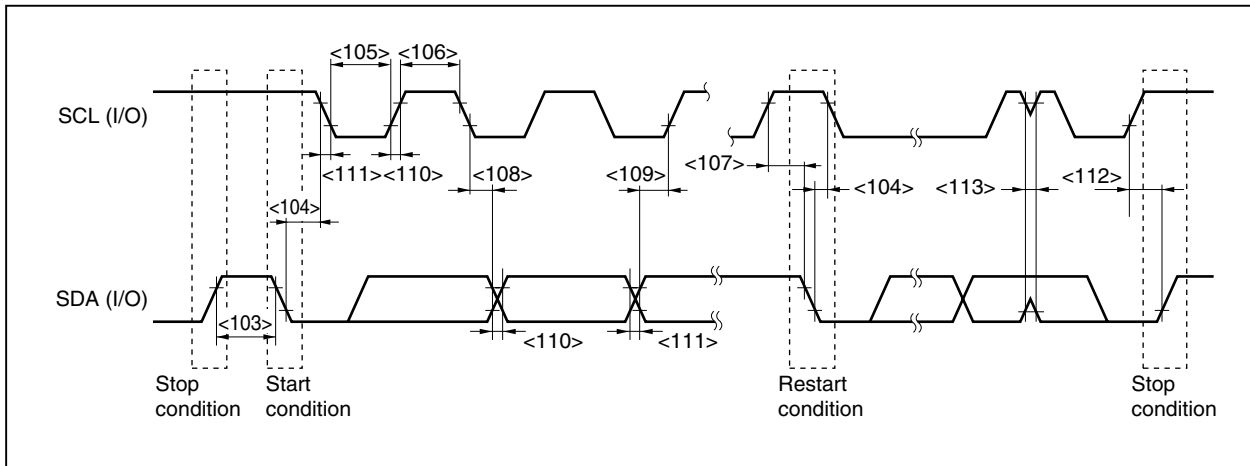 <105> <106>
SCL (I/O)
<111> <110> <108> <109> <107> <104> <113> <112>
<104>
SDA (I/O)
<103>
<110> <111>
Stop
condition
Start
condition
Restart
condition
Stop
condition